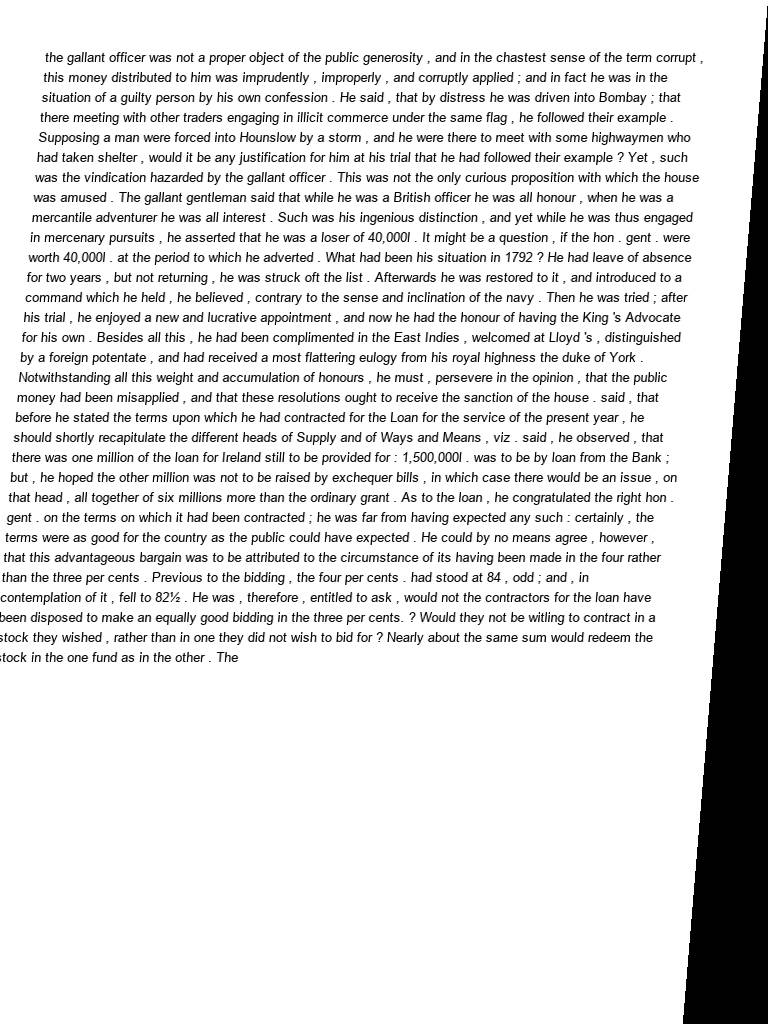 the gallant officer was not a proper object of the public generosity , and in the chastest sense of the term corrupt ,
this money distributed to him was imprudently , improperly , and corruptly applied ; and in fact he was in the
situation of a guilty person by his own confession . He said , that by distress he was driven into Bombay ; that
there meeting with other traders engaging in illicit commerce under the same flag , he followed their example .
Supposing a man were forced into Hounslow by a storm , and he were there to meet with some highwaymen who
had taken shelter , would it be any justification for him at his trial that he had followed their example ? Yet , such
was the vindication hazarded by the gallant officer . This was not the only curious proposition with which the house
was amused . The gallant gentleman said that while he was a British officer he was all honour , when he was a
mercantile adventurer he was all interest . Such was his ingenious distinction , and yet while he was thus engaged
in mercenary pursuits , he asserted that he was a loser of 40,000l . It might be a question , if the hon . gent . were
worth 40,000l . at the period to which he adverted . What had been his situation in 1792 ? He had leave of absence
for two years , but not returning , he was struck oft the list . Afterwards he was restored to it , and introduced to a
command which he held , he believed , contrary to the sense and inclination of the navy . Then he was tried ; after
his trial , he enjoyed a new and lucrative appointment , and now he had the honour of having the King 's Advocate
for his own . Besides all this , he had been complimented in the East Indies , welcomed at Lloyd 's , distinguished
by a foreign potentate , and had received a most flattering eulogy from his royal highness the duke of York .
Notwithstanding all this weight and accumulation of honours , he must , persevere in the opinion , that the public
money had been misapplied , and that these resolutions ought to receive the sanction of the house . said , that
before he stated the terms upon which he had contracted for the Loan for the service of the present year , he
should shortly recapitulate the different heads of Supply and of Ways and Means , viz . said , he observed , that
there was one million of the loan for Ireland still to be provided for : 1,500,000l . was to be by loan from the Bank ;
but , he hoped the other million was not to be raised by exchequer bills , in which case there would be an issue , on
that head , all together of six millions more than the ordinary grant . As to the loan , he congratulated the right hon .
gent . on the terms on which it had been contracted ; he was far from having expected any such : certainly , the
terms were as good for the country as the public could have expected . He could by no means agree , however ,
that this advantageous bargain was to be attributed to the circumstance of its having been made in the four rather
than the three per cents . Previous to the bidding , the four per cents . had stood at 84 , odd ; and , in
contemplation of it , fell to 82½ . He was , therefore , entitled to ask , would not the contractors for the loan have
been disposed to make an equally good bidding in the three per cents. ? Would they not be witling to contract in a
stock they wished , rather than in one they did not wish to bid for ? Nearly about the same sum would redeem the
stock in the one fund as in the other . The